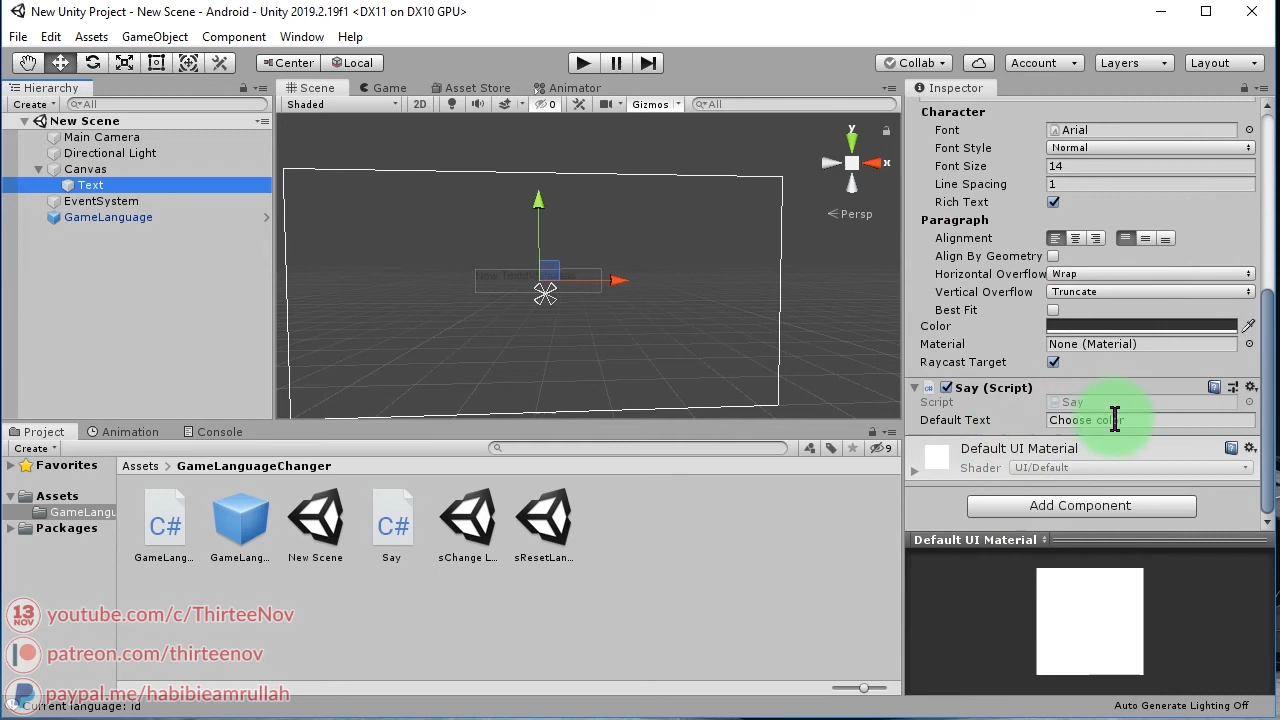 New Unity Project - New Scene - Android - Unity 2019.2.19f1 <DX11 on DX10 GPU>
File Edit Assets GameObject Component Window Help
Center Local Collab Account Layers Layout
Hierarchy
Create All
New Scene
Main Camera
Directional Light
Canvas
Text
EventSystem
GameLanguage
Scene Game Asset Store Animator
Shaded 2D 0 Gizmos All
y
x
Persp
Inspector
Character
Font Arial
Font Style Normal
Font Size 14
Line Spacing 1
Rich Text
Paragraph
Alignment
Align By Geometry
Horizontal Overflow Wrap
Vertical Overflow Truncate
Best Fit
Color
Material None (Material)
Raycast Target
Say (Script)
Script Say
Default Text Choose color
Default UI Material
Shader UI/Default
Add Component
Default UI Material
Project Animation Console
Create 9
Favorites
Assets
GameLangu
Packages
Assets GameLanguageChanger
C# C#
GameLang... GameLang... New Scene Say sChange L... sResetLan...
13 NOV youtube.com/c/ThirteeNov
patreon.com/thirteenov
paypal.me/habibieamrullah
Current language: id
Auto Generate Lighting Off